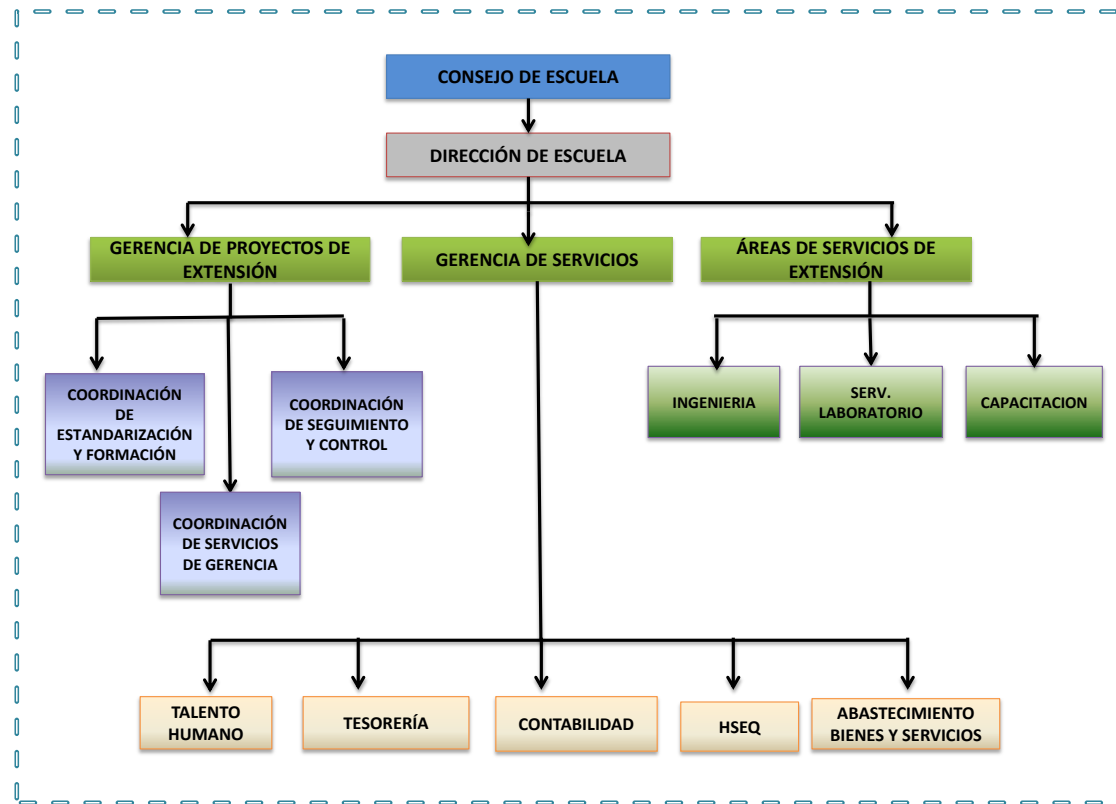 CONSEJO DE ESCUELA
DIRECCIÓN DE ESCUELA
GERENCIA DE PROYECTOS DE
EXTENSIÓN
GERENCIA DE SERVICIOS
ÁREAS DE SERVICIOS DE
EXTENSIÓN
COORDINACIÓN
DE
ESTANDARIZACIÓN
Y FORMACIÓN
COORDINACIÓN
DE SEGUIMIENTO
Y CONTROL
INGENIERIA
SERV.
LABORATORIO
CAPACITACION
COORDINACIÓN
DE SERVICIOS
DE GERENCIA
TALENTO
HUMANO
TESORERÍA
CONTABILIDAD
HSEQ
ABASTECIMIENTO
BIENES Y SERVICIOS